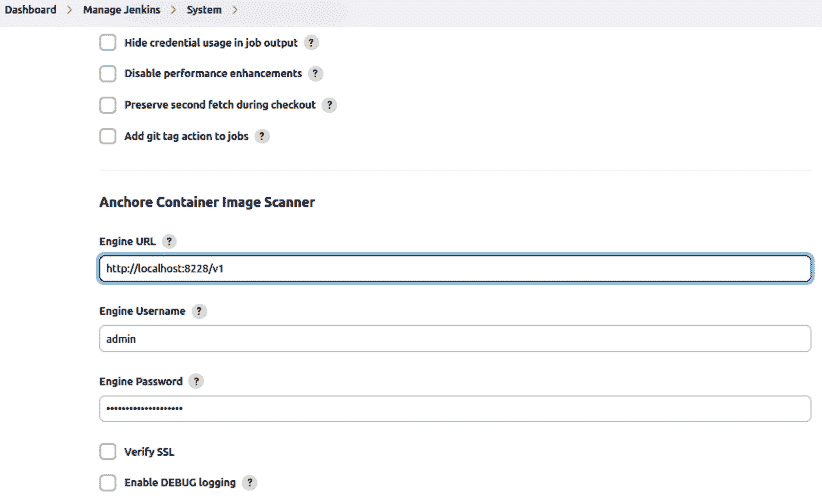 Dashboard > Manage Jenkins > System >
Hide credential usage in job output ?
Disable performance enhancements ?
Preserve second fetch during checkout ?
Add git tag action to jobs ?
Anchore Container Image Scanner
Engine URL ?
http://localhost:8228/v1
Engine Username ?
admin
Engine Password ?
••••••••••••••••••••
Verify SSL
Enable DEBUG logging ?